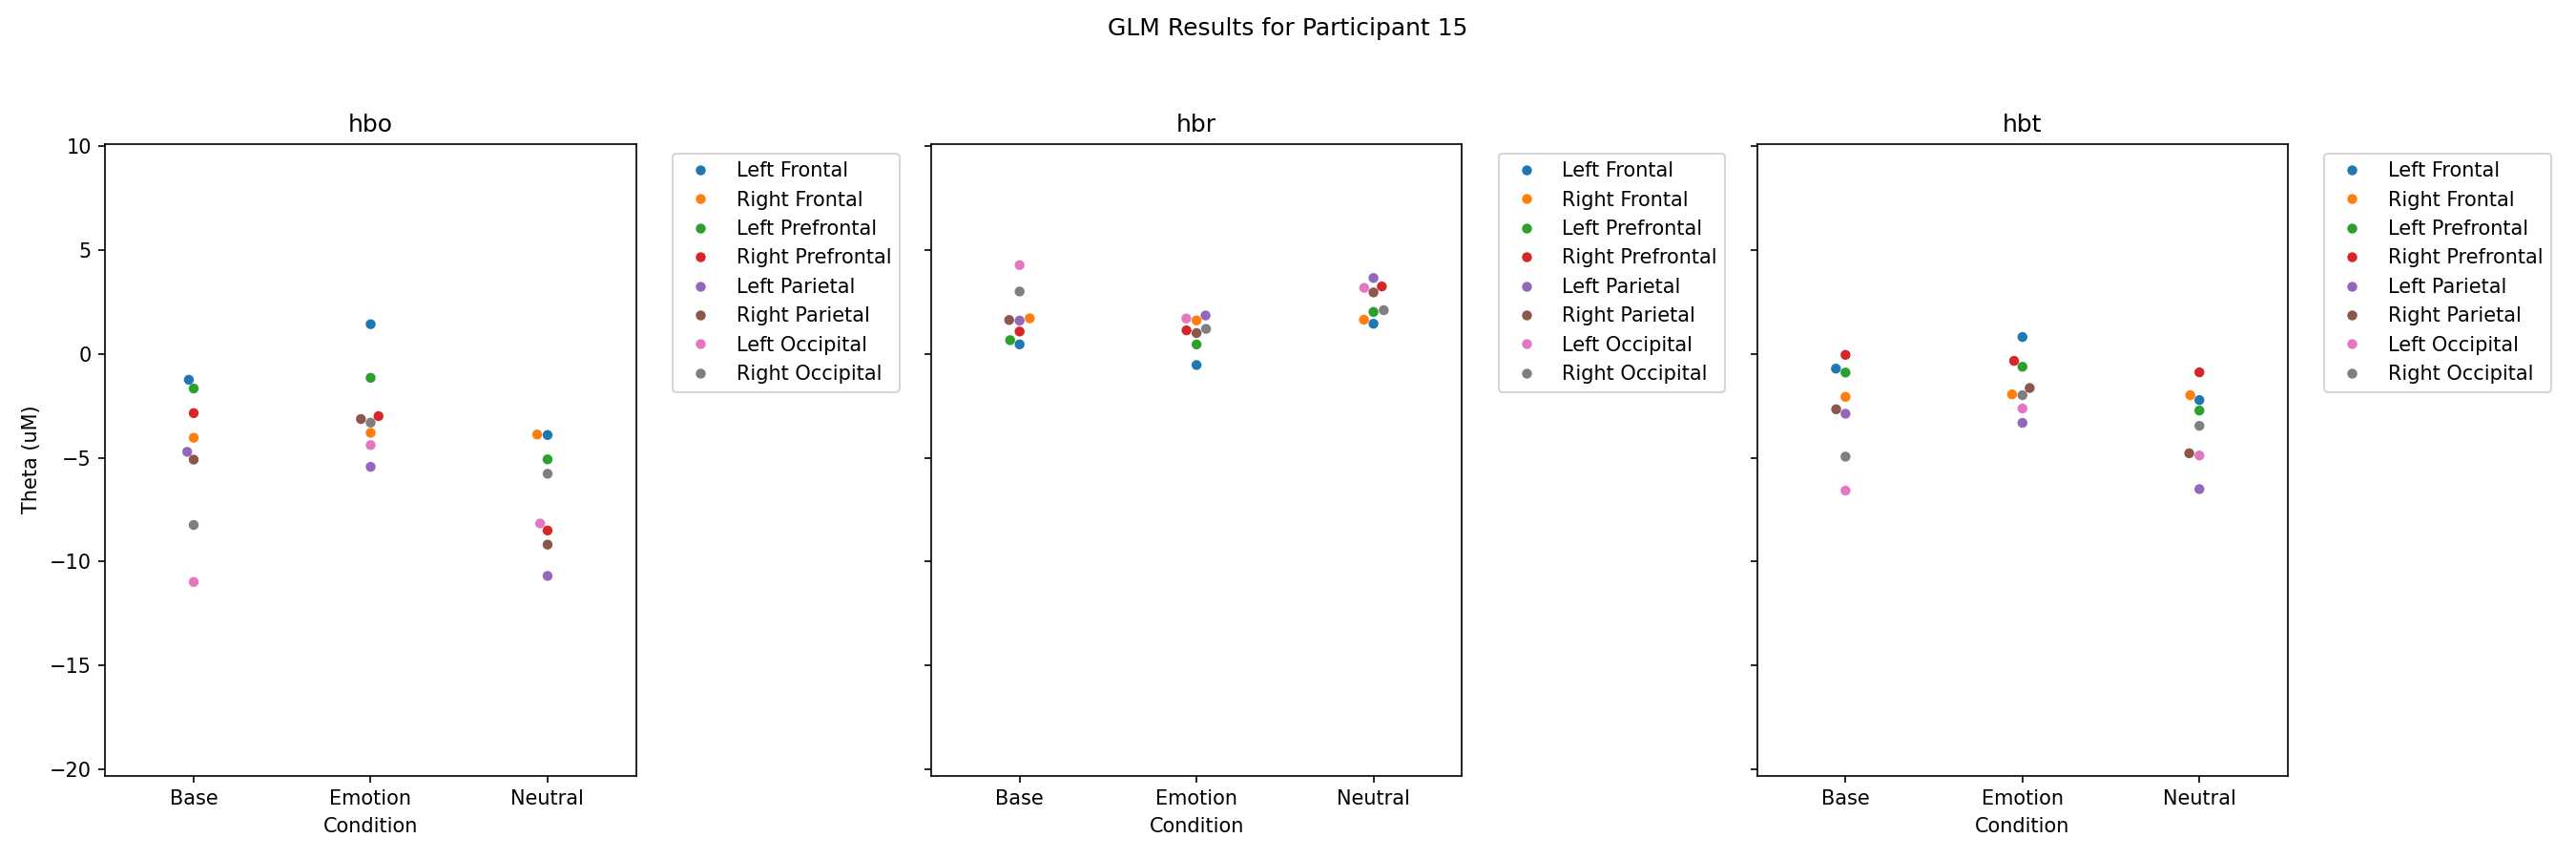 GLM Results for Participant 15
hbo
10
5
0
−5
−10
−15
−20
Theta (uM)
Base
Emotion
Neutral
Condition
Left Frontal
Right Frontal
Left Prefrontal
Right Prefrontal
Left Parietal
Right Parietal
Left Occipital
Right Occipital
hbr
Base
Emotion
Neutral
Condition
Left Frontal
Right Frontal
Left Prefrontal
Right Prefrontal
Left Parietal
Right Parietal
Left Occipital
Right Occipital
hbt
Base
Emotion
Neutral
Condition
Left Frontal
Right Frontal
Left Prefrontal
Right Prefrontal
Left Parietal
Right Parietal
Left Occipital
Right Occipital